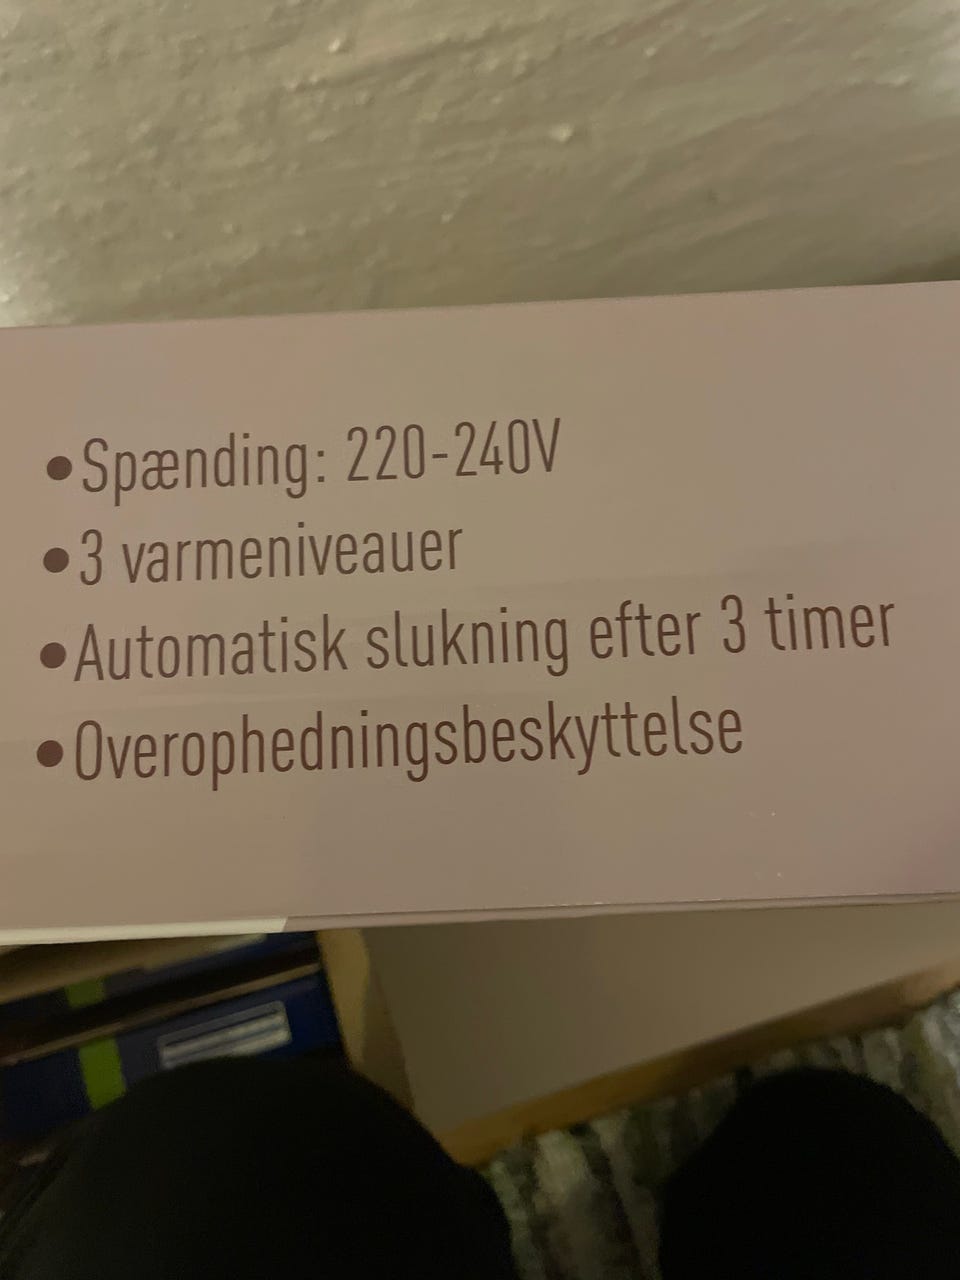 •Spænding: 220-240V
•3 varmeniveauer
•Automatisk slukning efter 3 timer
•Overophedningsbeskyttelse